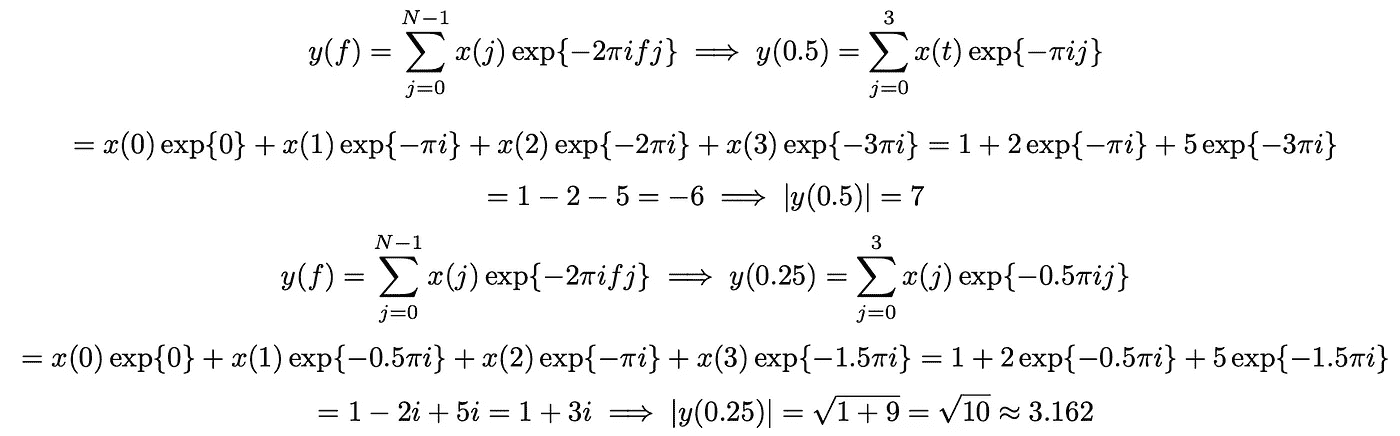 y(f) = \sum_{j=0}^{N-1} x(j) \exp\{-2\pi ifj\} \implies y(0.5) = \sum_{j=0}^{3} x(t) \exp\{-\pi ij\}
= x(0) \exp\{0\} + x(1) \exp\{-\pi i\} + x(2) \exp\{-2\pi i\} + x(3) \exp\{-3\pi i\} = 1 + 2 \exp\{-\pi i\} + 5 \exp\{-3\pi i\}
= 1 - 2 - 5 = -6 \implies |y(0.5)| = 7
y(f) = \sum_{j=0}^{N-1} x(j) \exp\{-2\pi ifj\} \implies y(0.25) = \sum_{j=0}^{3} x(j) \exp\{-0.5\pi ij\}
= x(0) \exp\{0\} + x(1) \exp\{-0.5\pi i\} + x(2) \exp\{-\pi i\} + x(3) \exp\{-1.5\pi i\} = 1 + 2 \exp\{-0.5\pi i\} + 5 \exp\{-1.5\pi i\}
= 1 - 2i + 5i = 1 + 3i \implies |y(0.25)| = \sqrt{1 + 9} = \sqrt{10} \approx 3.162